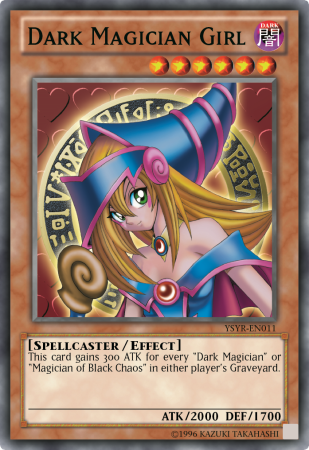 DARK MAGICIAN GIRL
DARK
闇
YSYR-EN011
[SPELLCASTER / EFFECT]
This card gains 300 ATK for every "Dark Magician" or
"Magician of Black Chaos" in either player's Graveyard.
ATK/2000 DEF/1700
©1996 KAZUKI TAKAHASHI